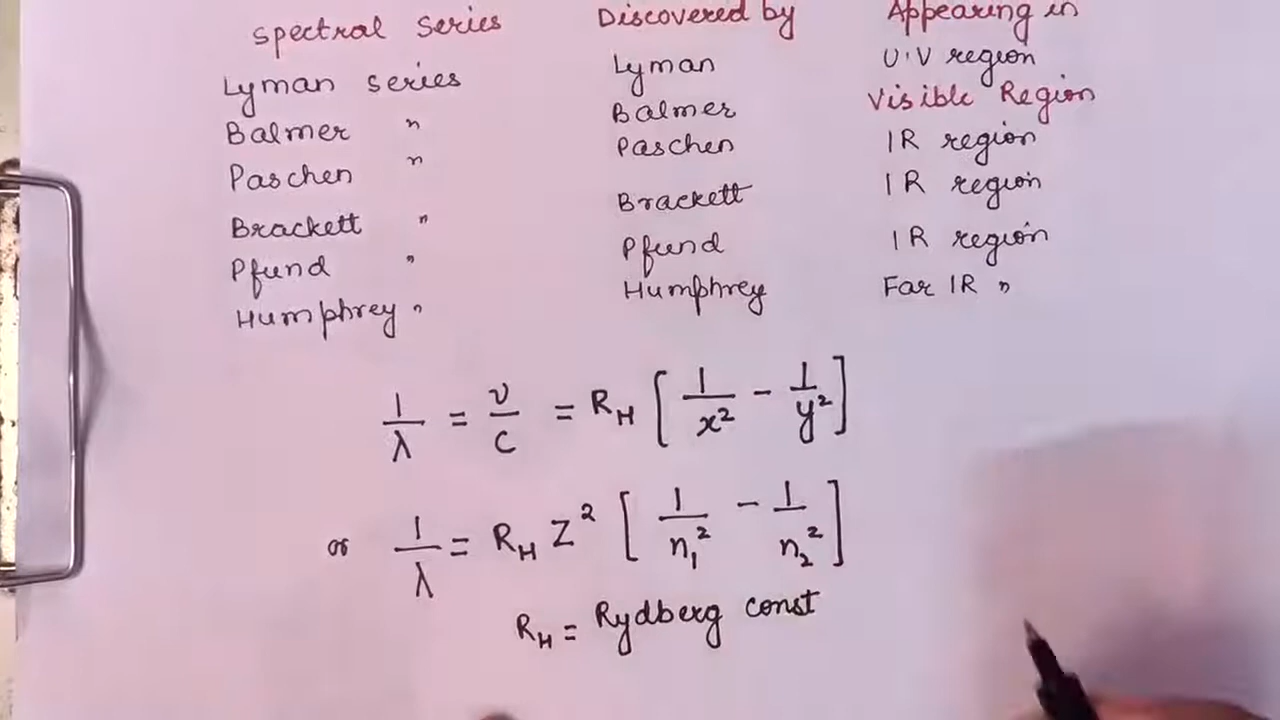 Spectral Series Discovered by Appearing in
Lyman series Lyman U.V region
Balmer " Balmer Visible Region
Paschen " Paschen IR region
Brackett " Brackett IR region
Pfund " Pfund IR region
Humphrey " Humphrey Far IR "
1/λ = ν/c = R_H [1/x² - 1/y²]
or 1/λ = R_H Z² [1/n₁² - 1/n₂²]
R_H = Rydberg const